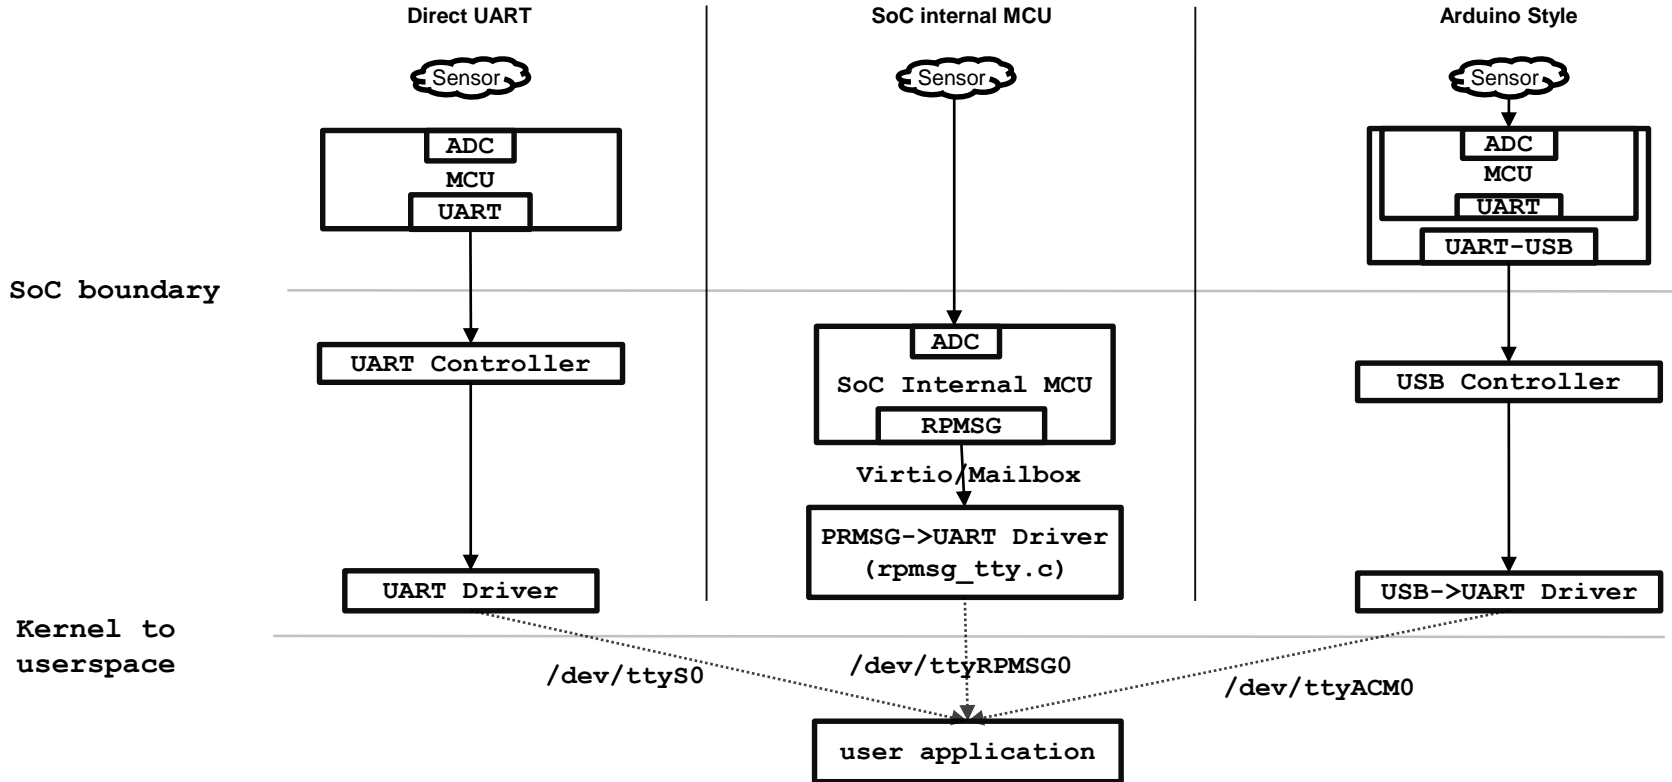 Direct UART
SoC internal MCU
Arduino Style
Sensor
Sensor
Sensor
ADC
MCU
UART
ADC
MCU
UART
UART-USB
SoC boundary
UART Controller
ADC
SoC Internal MCU
RPMSG
USB Controller
Virtio/Mailbox
PRMSG->UART Driver
(rpmsg_tty.c)
UART Driver
USB->UART Driver
Kernel to
userspace
/dev/ttyS0
/dev/ttyRPMSG0
/dev/ttyACM0
user application